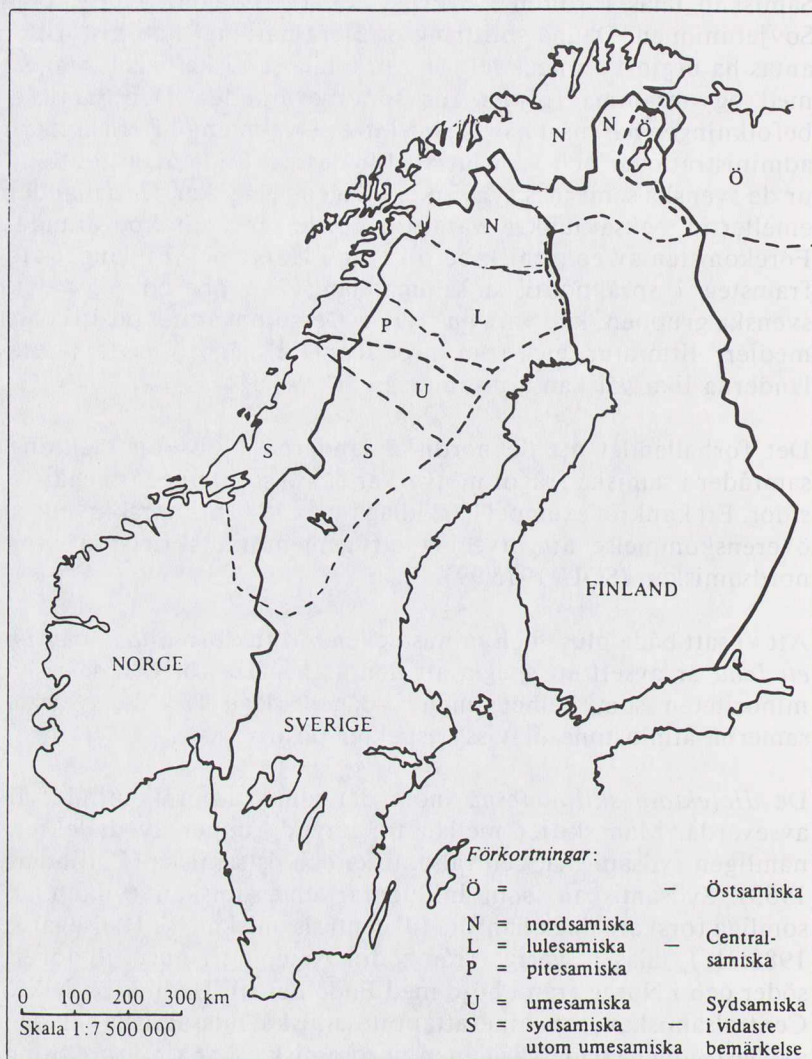 N
N
Ö
Ö
N
L
P
U
S
S
FINLAND
NORGE
SVERIGE
Förkortningar:
Ö = — Östsamiska
N = nordsamiska
L = lulesamiska — Central-
P = pitesamiska samiska
U = umesamiska Sydsamiska
S = sydsamiska i vidaste
utom umesamiska bemärkelse
0 100 200 300 km
Skala 1:7 500 000